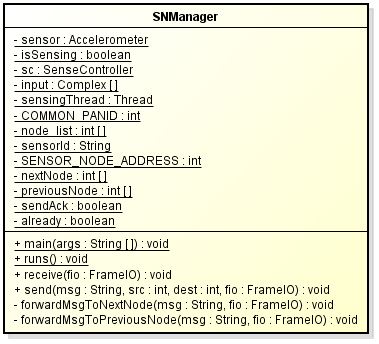 SNManager
- sensor : Accelerometer
- isSensing : boolean
- sc : SenseController
- input : Complex []
- sensingThread : Thread
- COMMON_PANID : int
- node_list : int []
- sensorId : String
- SENSOR_NODE_ADDRESS : int
- nextNode : int []
- previousNode : int []
- sendAck : boolean
- already : boolean
+ main(args : String []) : void
+ runs() : void
+ receive(fio : FrameIO) : void
+ send(msg : String, src : int, dest : int, fio : FrameIO) : void
- forwardMsgToNextNode(msg : String, fio : FrameIO) : void
- forwardMsgToPreviousNode(msg : String, fio : FrameIO) : void